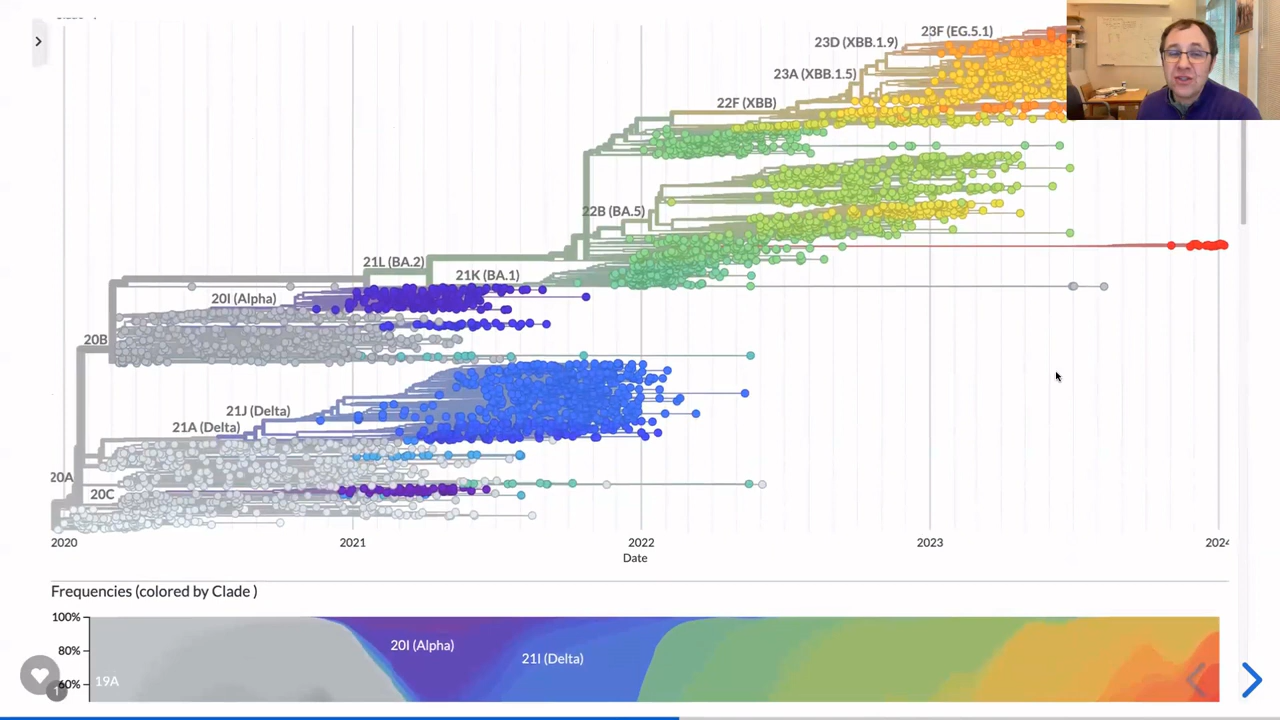 23F (EG.5.1)
23D (XBB.1.9)
23A (XBB.1.5)
22F (XBB)
22B (BA.5)
21L (BA.2)
21K (BA.1)
20I (Alpha)
20B
21J (Delta)
21A (Delta)
20A
20C
2020 2021 2022 2023 2024
Date
Frequencies (colored by Clade )
100%
80%
60%
19A
20I (Alpha)
21I (Delta)
1